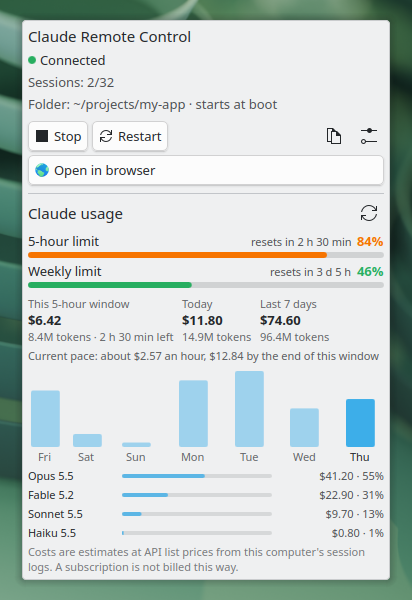 Claude Remote Control
Connected
Sessions: 2/32
Folder: ~/projects/my-app · starts at boot
Stop Restart
Open in browser
Claude usage
5-hour limit resets in 2 h 30 min 84%
Weekly limit resets in 3 d 5 h 46%
This 5-hour window Today Last 7 days
$6.42 $11.80 $74.60
8.4M tokens · 2 h 30 min left 14.9M tokens 96.4M tokens
Current pace: about $2.57 an hour, $12.84 by the end of this window
Fri Sat Sun Mon Tue Wed Thu
Opus 5.5 $41.20 · 55%
Fable 5.2 $22.90 · 31%
Sonnet 5.5 $9.70 · 13%
Haiku 5.5 $0.80 · 1%
Costs are estimates at API list prices from this computer's session
logs. A subscription is not billed this way.